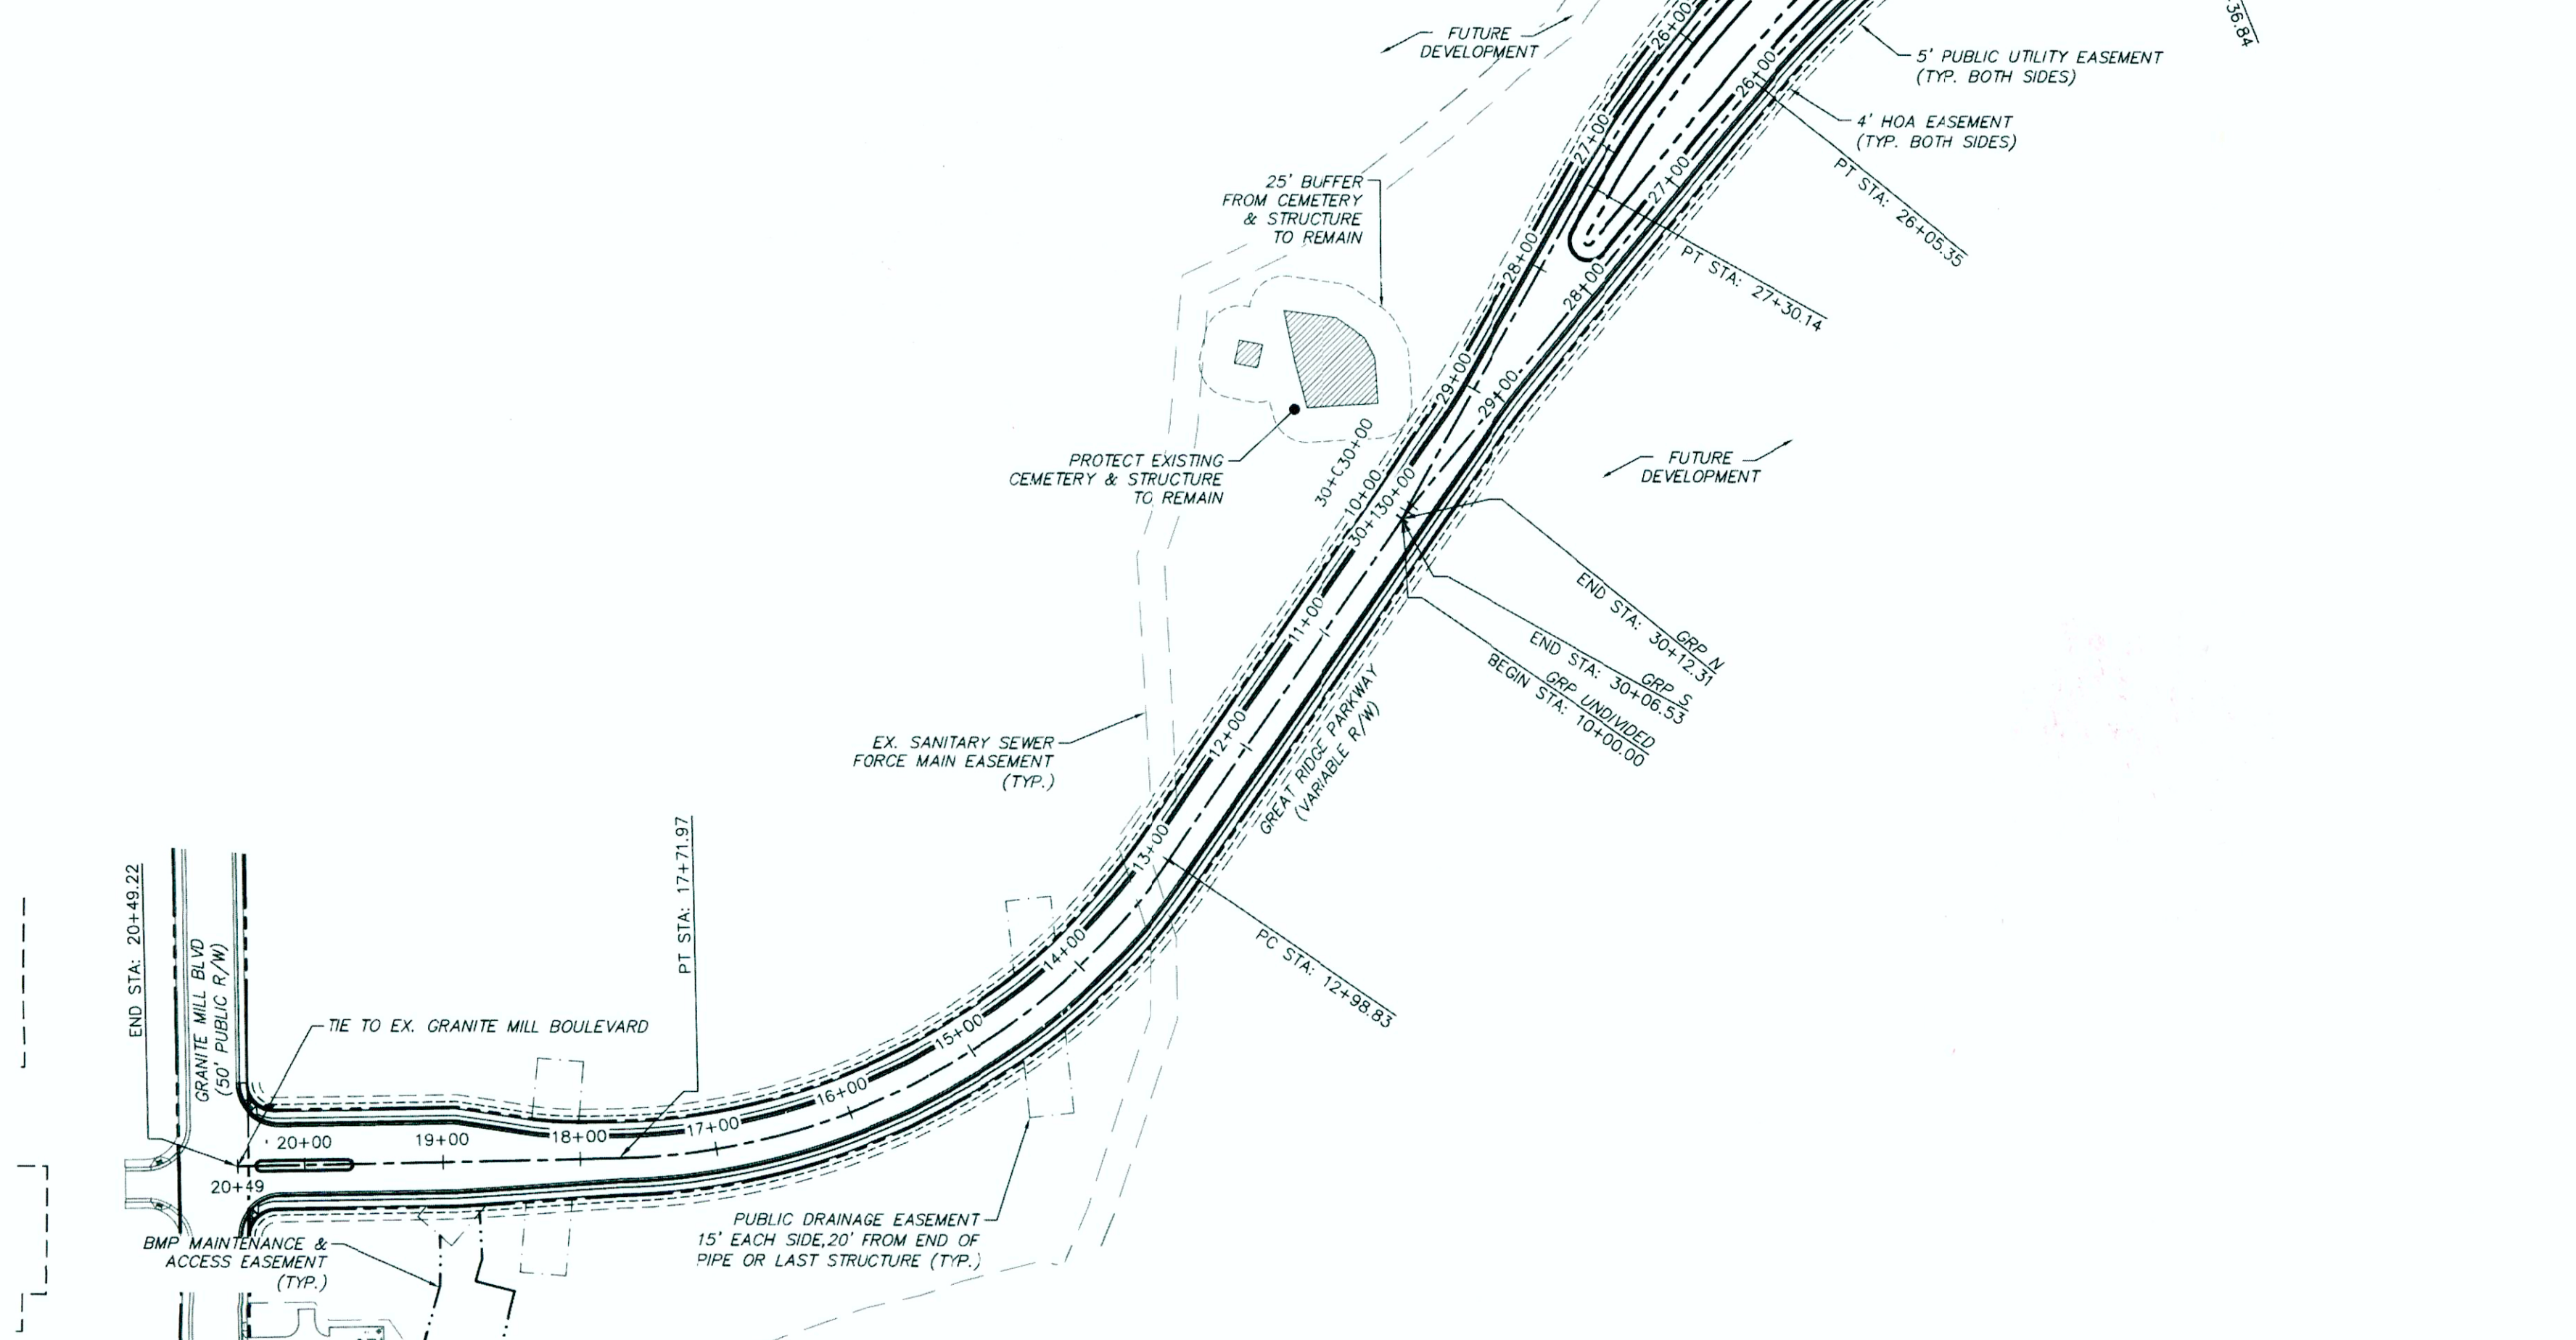 FUTURE
DEVELOPMENT
36.84
5' PUBLIC UTILITY EASEMENT
(TYP. BOTH SIDES)
4' HOA EASEMENT
(TYP. BOTH SIDES)
26+00
26+00
27+00
27+00
PT STA: 26+05.35
PT STA: 27+30.14
25' BUFFER
FROM CEMETERY
& STRUCTURE
TO REMAIN
28+00
28+00
29+00
29+00
PROTECT EXISTING
CEMETERY & STRUCTURE
TO REMAIN
FUTURE
DEVELOPMENT
30+C30+00
10+00
30+130+00
GRP N
END STA: 30+12.31
GRP S
END STA: 30+06.53
GRP UNDIVIDED
BEGIN STA: 10+00.00
11+00
12+00
GREAT RIDGE PARKWAY
(VARIABLE R/W)
EX. SANITARY SEWER
FORCE MAIN EASEMENT
(TYP.)
13+00
PC STA: 12+98.83
14+00
15+00
16+00
17+00
18+00
19+00
20+00
20+49
PT STA: 17+71.97
END STA: 20+49.22
GRANITE MILL BLVD
(50' PUBLIC R/W)
TIE TO EX. GRANITE MILL BOULEVARD
PUBLIC DRAINAGE EASEMENT
15' EACH SIDE,20' FROM END OF
PIPE OR LAST STRUCTURE (TYP.)
BMP MAINTENANCE &
ACCESS EASEMENT
(TYP.)